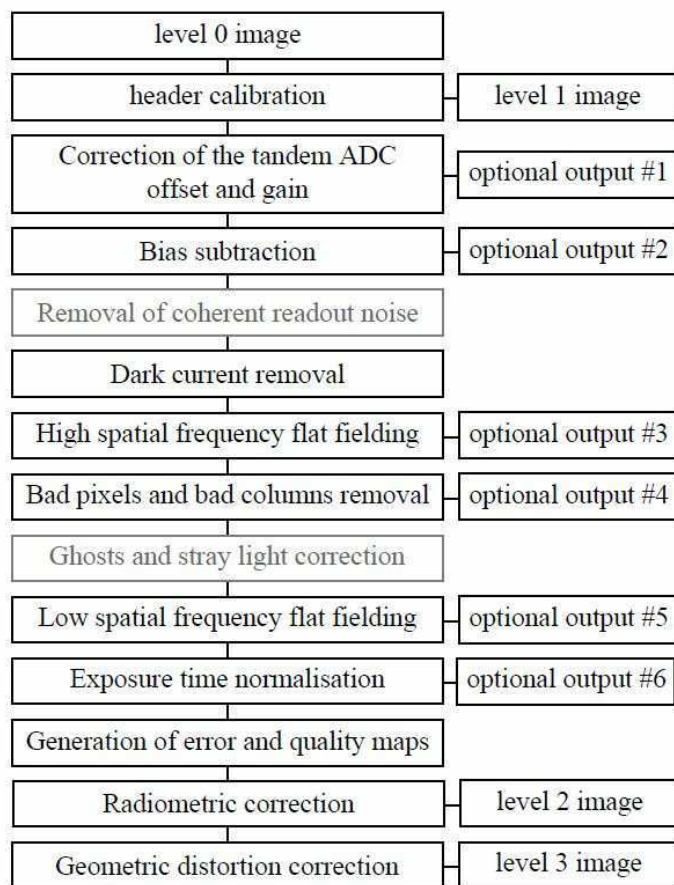 level 0 image
header calibration
level 1 image
Correction of the tandem ADC
offset and gain
optional output #1
Bias subtraction
optional output #2
Removal of coherent readout noise
Dark current removal
High spatial frequency flat fielding
optional output #3
Bad pixels and bad columns removal
optional output #4
Ghosts and stray light correction
Low spatial frequency flat fielding
optional output #5
Exposure time normalisation
optional output #6
Generation of error and quality maps
Radiometric correction
level 2 image
Geometric distortion correction
level 3 image